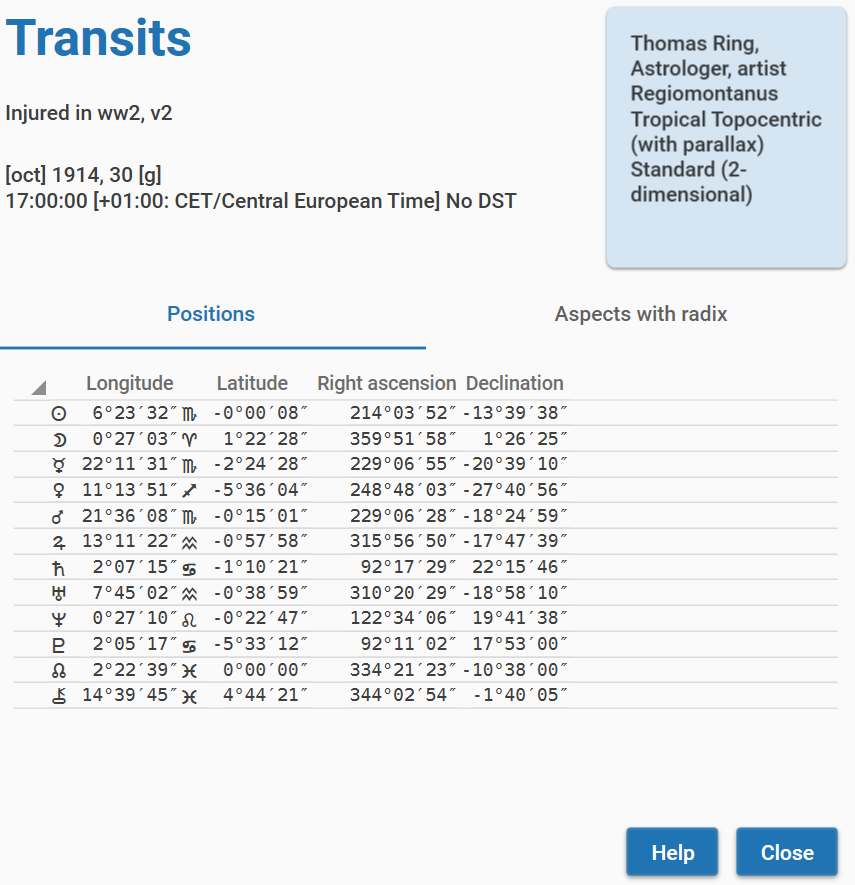 Transits
Injured in ww2, v2
[oct] 1914, 30 [g]
17:00:00 [+01:00: CET/Central European Time] No DST
Thomas Ring,
Astrologer, artist
Regiomontanus
Tropical Topocentric
(with parallax)
Standard (2-
dimensional)
Positions Aspects with radix
Longitude Latitude Right ascension Declination
☉ 6°23′32″♏ -0°00′08″ 214°03′52″ -13°39′38″
☽ 0°27′03″♈ 1°22′28″ 359°51′58″ 1°26′25″
☿ 22°11′31″♏ -2°24′28″ 229°06′55″ -20°39′10″
♀ 11°13′51″♐ -5°36′04″ 248°48′03″ -27°40′56″
♂ 21°36′08″♏ -0°15′01″ 229°06′28″ -18°24′59″
♃ 13°11′22″♒ -0°57′58″ 315°56′50″ -17°47′39″
♄ 2°07′15″♋ -1°10′21″ 92°17′29″ 22°15′46″
♅ 7°45′02″♒ -0°38′59″ 310°20′29″ -18°58′10″
♆ 0°27′10″♌ -0°22′47″ 122°34′06″ 19°41′38″
♇ 2°05′17″♋ -5°33′12″ 92°11′02″ 17°53′00″
☊ 2°22′39″♓ 0°00′00″ 334°21′23″ -10°38′00″
⚷ 14°39′45″♓ 4°44′21″ 344°02′54″ -1°40′05″
Help Close